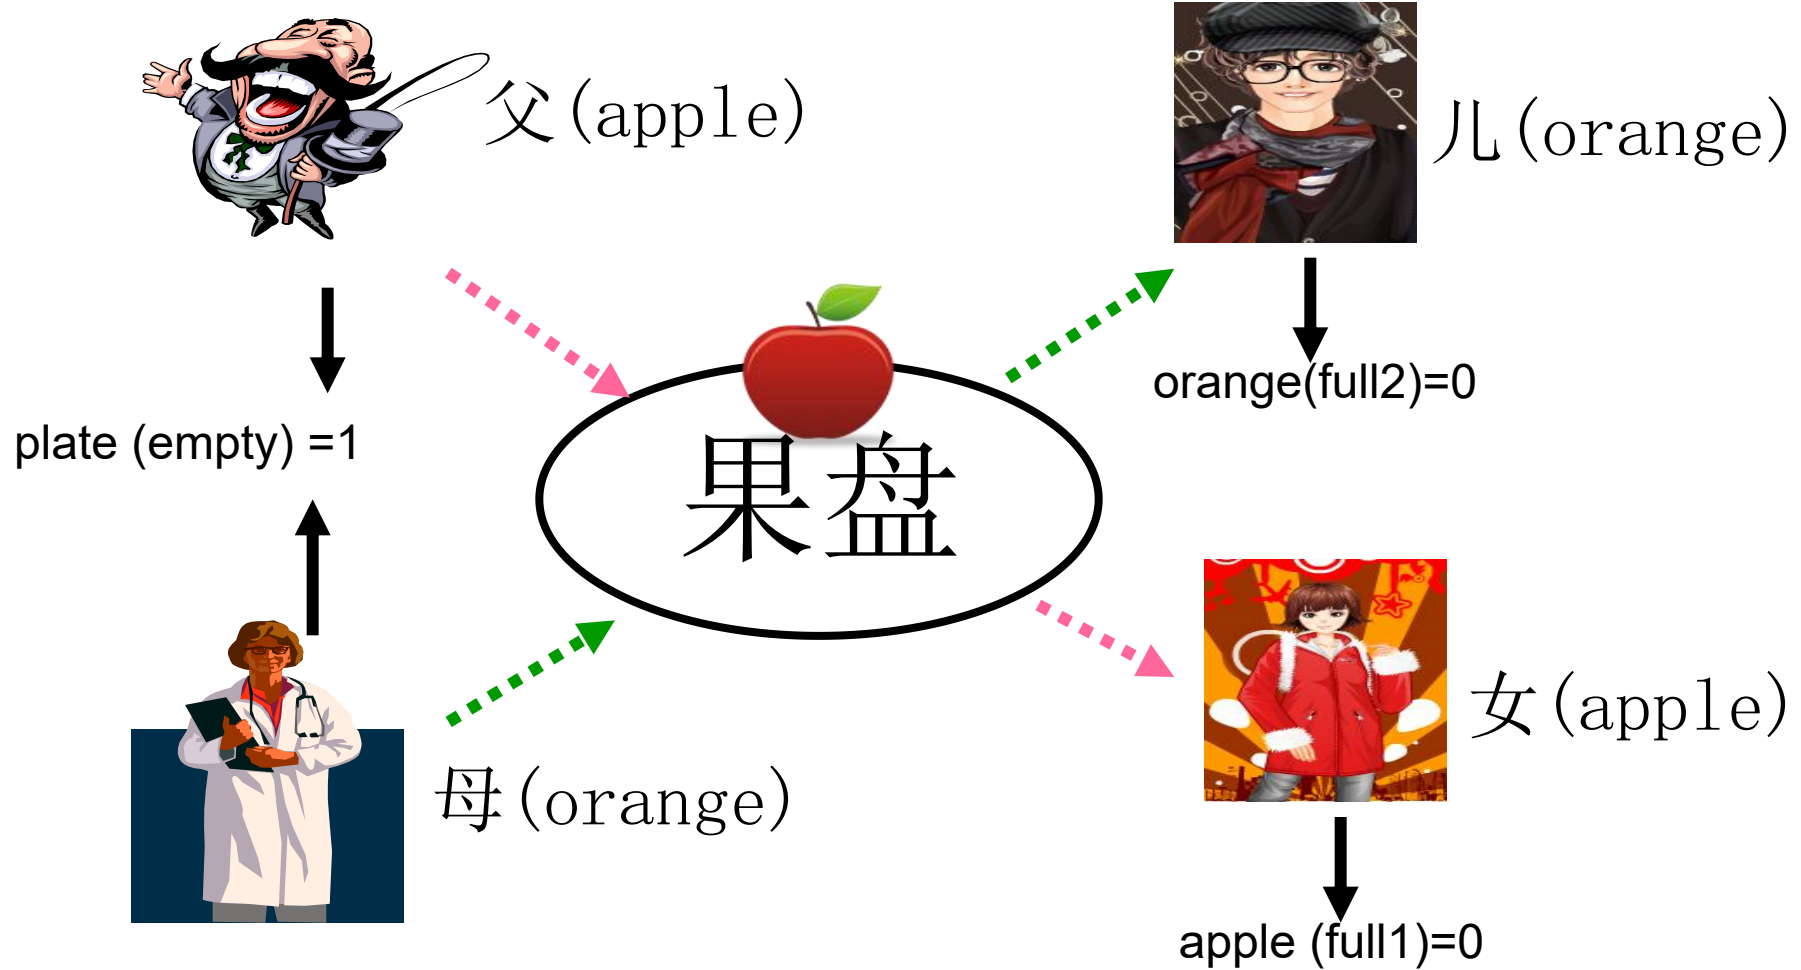 父(apple)
儿(orange)
orange(full2)=0
plate (empty) =1
果盘
女(apple)
母(orange)
apple (full1)=0